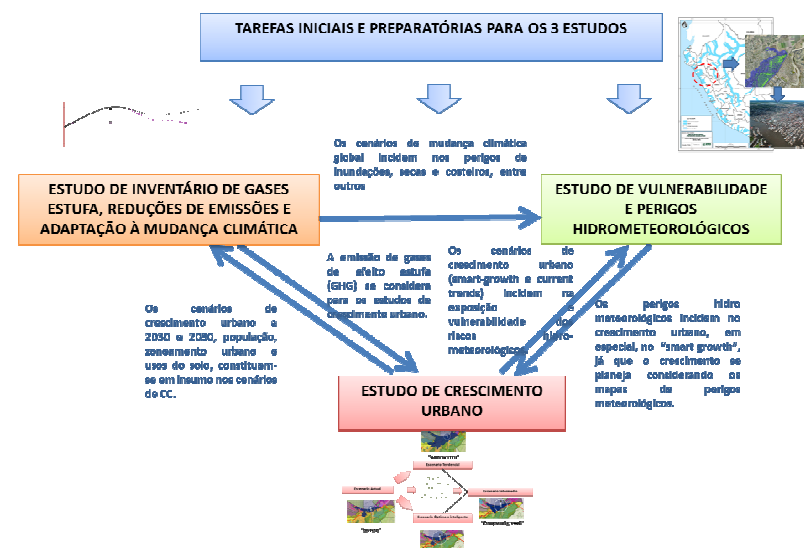 TAREFAS INICIAIS E PREPARATÓRIAS PARA OS 3 ESTUDOS
Os cenários de mudança climática
global incidem nos perigos de
inundações, secas e costeiros, entre
outros
ESTUDO DE INVENTÁRIO DE GASES
ESTUFA, REDUÇÕES DE EMISSÕES E
ADAPTAÇÃO À MUDANÇA CLIMÁTICA
ESTUDO DE VULNERABILIDADE
E PERIGOS
HIDROMETEOROLÓGICOS
A emissão de gases
de efeito estufa
(GHG) se considera
para os estudos de
crescimento urbano.
Os cenários de
crescimento urbano
(smart-growth e current
trends) incidem na
exposição e
vulnerabilidade dos
riscos hidro-
meteorológicos.
Os cenários de
crescimento urbano a
2030 e 2050, população,
zoneamento urbano e
usos do solo, constituem-
se em insumo nos cenários
de CC.
Os perigos hidro
meteorológicos incidem no
crescimento urbano, em
especial, no "smart growth",
já que o crescimento se
planeja considerando os
mapas de perigos
meteorológicos.
ESTUDO DE CRESCIMENTO
URBANO